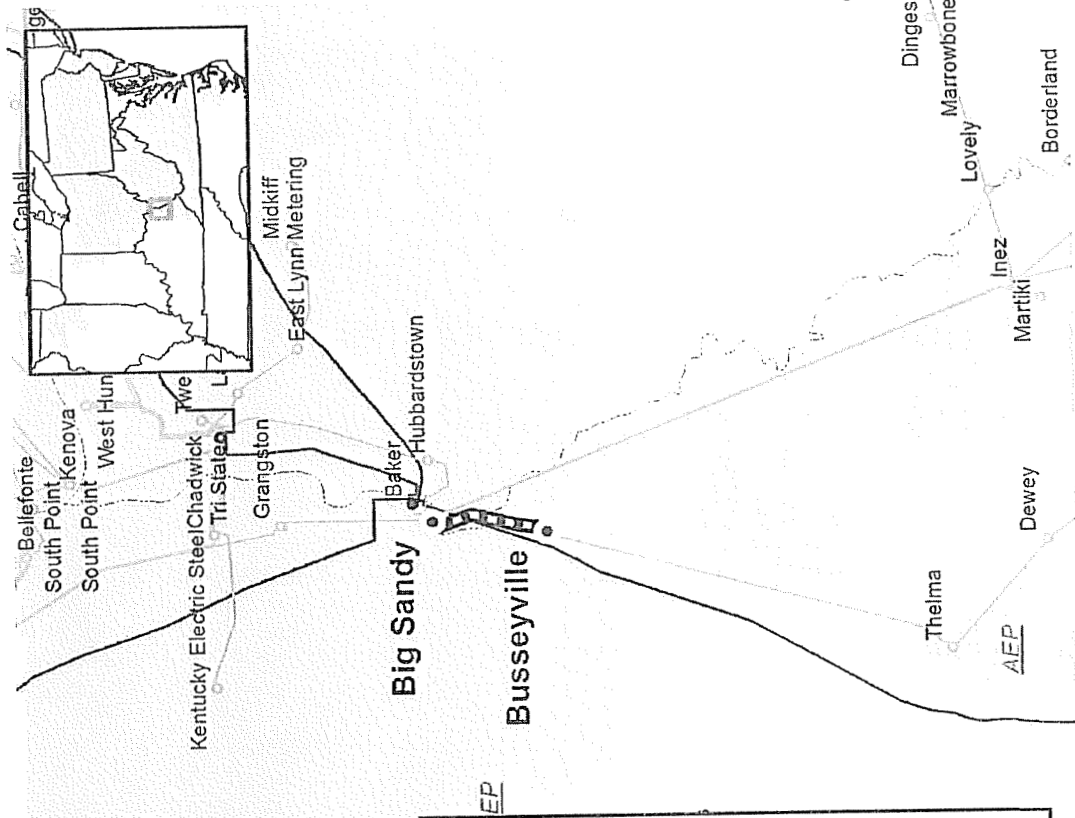 Cabell
Midkiff
East Lynn Metering
Bellefonte
South Point
South Point
Kenova
West Hun
Twe
Kentucky Electric Steel
Chadwick
Tri State
Grangston
Baker
Hubbardstown
Big Sandy
Busseyville
Dinges
Marrowbone
Lovely
Borderland
Inez
Martiki
Dewey
Thelma
AEP
EP